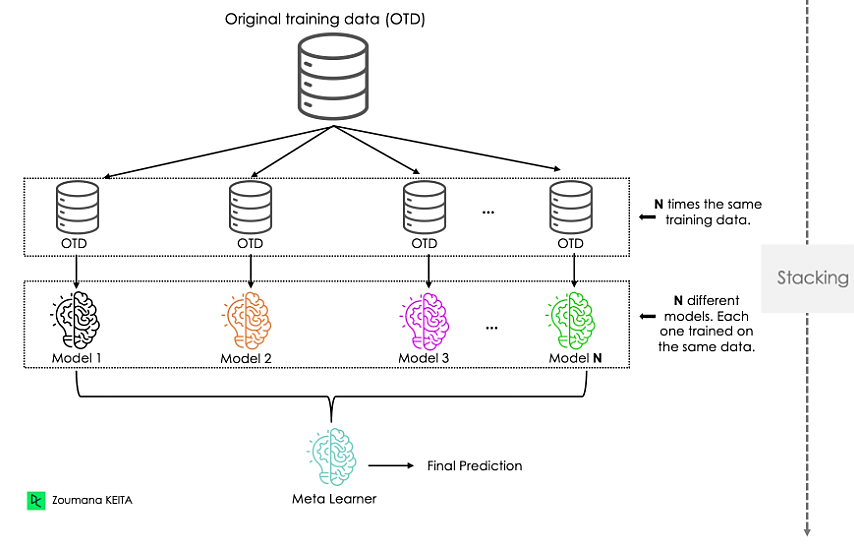 Original training data (OTD)
OTD
OTD
OTD
...
OTD
N times the same
training data.
Stacking
Model 1
Model 2
Model 3
...
Model N
N different
models. Each
one trained on
the same data.
Meta Learner
Final Prediction
DC Zoumana KEITA